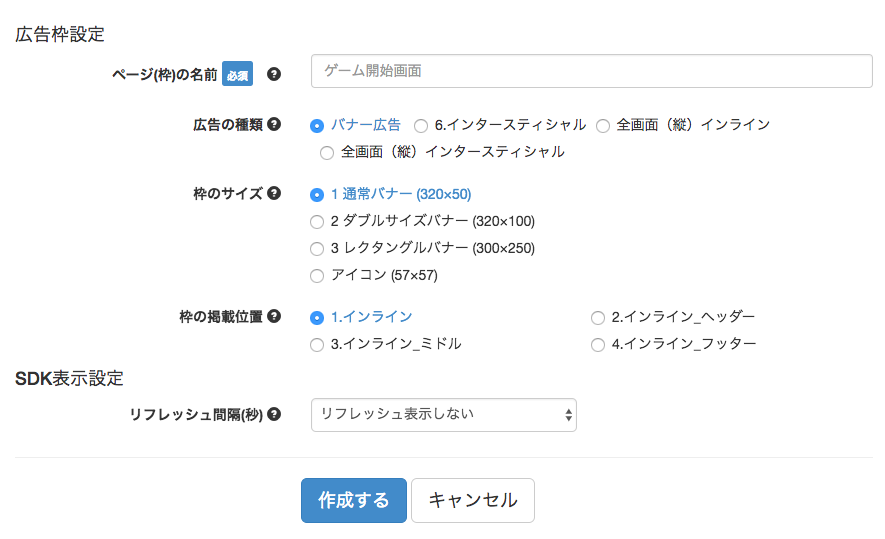 広告枠設定
ページ(枠)の名前 必須 ? ゲーム開始画面
広告の種類 ? バナー広告 6.インタースティシャル 全画面（縦）インライン
全画面（縦）インタースティシャル
枠のサイズ ? 1 通常バナー (320×50)
2 ダブルサイズバナー (320×100)
3 レクタングルバナー (300×250)
アイコン (57×57)
枠の掲載位置 ? 1.インライン 2.インライン_ヘッダー
3.インライン_ミドル 4.インライン_フッター
SDK表示設定
リフレッシュ間隔(秒) ? リフレッシュ表示しない
作成する キャンセル